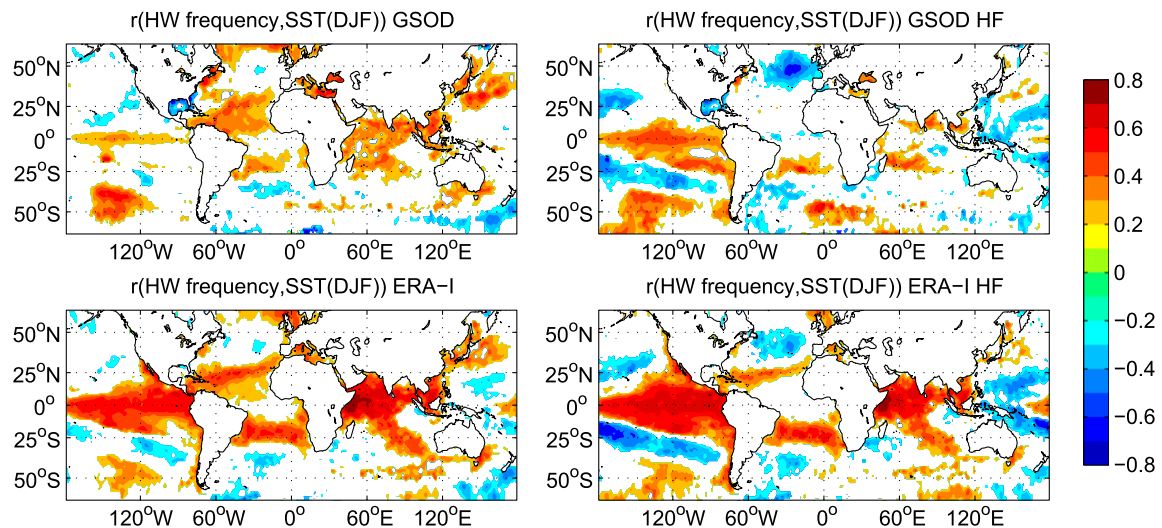 r(HW frequency,SST(DJF)) GSOD
r(HW frequency,SST(DJF)) GSOD HF
50°N
25°N
0°
25°S
50°S
120°W 60°W 0° 60°E 120°E
50°N
25°N
0°
25°S
50°S
120°W 60°W 0° 60°E 120°E
r(HW frequency,SST(DJF)) ERA−I
r(HW frequency,SST(DJF)) ERA−I HF
50°N
25°N
0°
25°S
50°S
120°W 60°W 0° 60°E 120°E
50°N
25°N
0°
25°S
50°S
120°W 60°W 0° 60°E 120°E
0.8
0.6
0.4
0.2
0
−0.2
−0.4
−0.6
−0.8